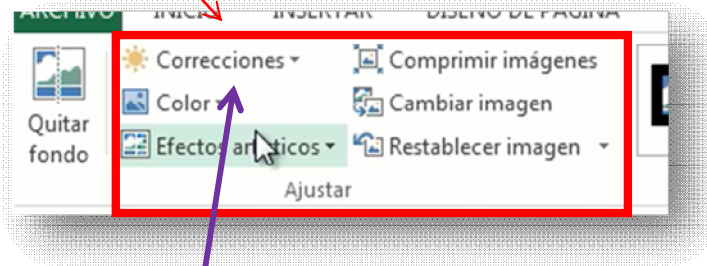 ARCHIVO INICIO INSERTAR DISEÑO DE PÁGINA
Quitar
fondo
Correcciones
Color
Efectos artísticos
Comprimir imágenes
Cambiar imagen
Restablecer imagen
Ajustar